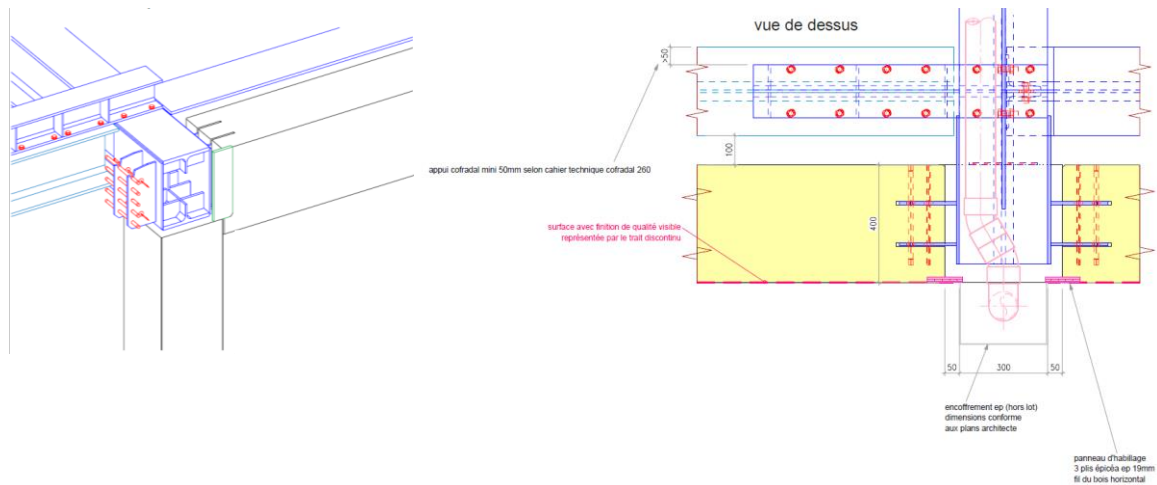 vue de dessus
>50
100
appui cofradal mini 50mm selon cahier technique cofradal 260
surface avec finition de qualité visible
représentée par le trait discontinu
400
50 300 50
encoffrement ep (hors lot)
dimensions conforme
aux plans architecte
panneau d'habillage
3 plis épicéa ep 19mm
fil du bois horizontal